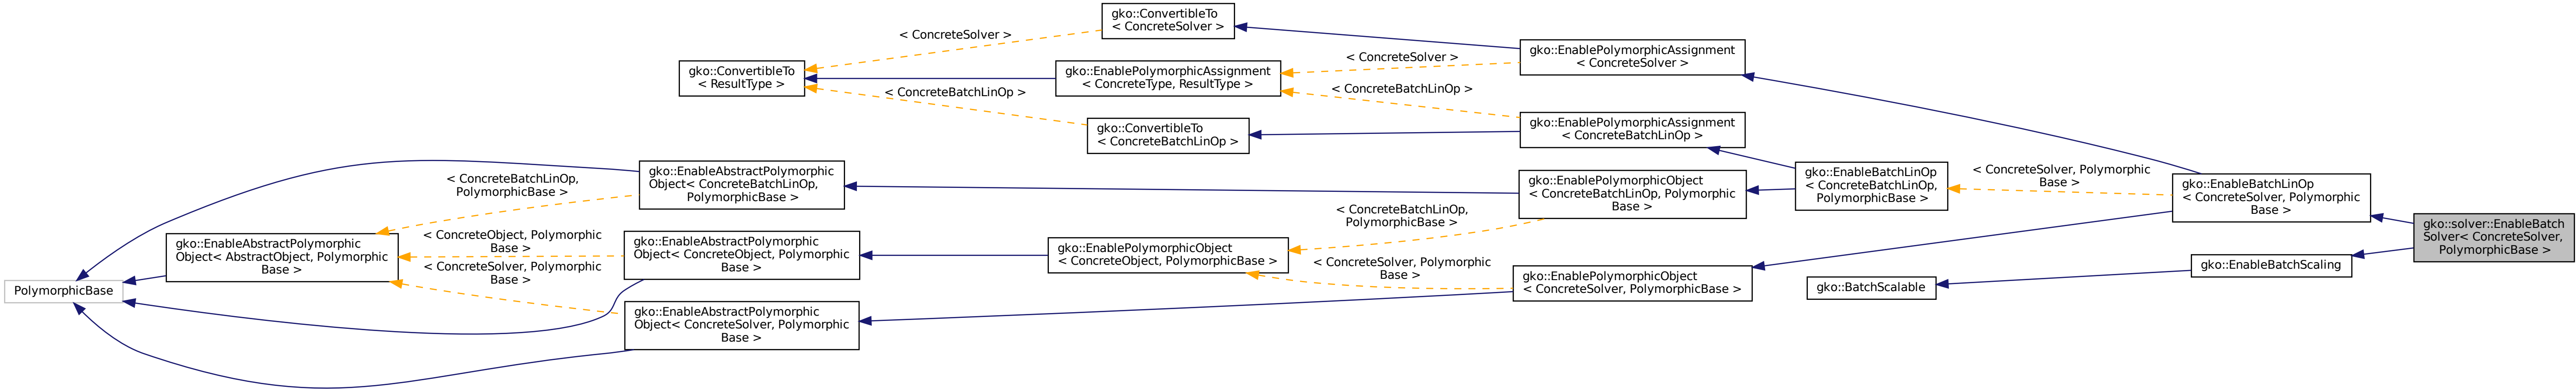 gko::ConvertibleTo
< ConcreteSolver >
< ConcreteSolver >
gko::EnablePolymorphicAssignment
< ConcreteSolver >
< ConcreteSolver >
gko::ConvertibleTo
< ResultType >
gko::EnablePolymorphicAssignment
< ConcreteType, ResultType >
< ConcreteBatchLinOp >
< ConcreteBatchLinOp >
gko::ConvertibleTo
< ConcreteBatchLinOp >
gko::EnablePolymorphicAssignment
< ConcreteBatchLinOp >
gko::EnableAbstractPolymorphic
Object< ConcreteBatchLinOp,
PolymorphicBase >
< ConcreteBatchLinOp,
PolymorphicBase >
gko::EnablePolymorphicObject
< ConcreteBatchLinOp, Polymorphic
Base >
gko::EnableBatchLinOp
< ConcreteBatchLinOp,
PolymorphicBase >
< ConcreteSolver, Polymorphic
Base >
gko::EnableBatchLinOp
< ConcreteSolver, Polymorphic
Base >
gko::solver::EnableBatch
Solver< ConcreteSolver,
PolymorphicBase >
gko::EnableAbstractPolymorphic
Object< AbstractObject, Polymorphic
Base >
< ConcreteObject, Polymorphic
Base >
gko::EnableAbstractPolymorphic
Object< ConcreteObject, Polymorphic
Base >
gko::EnablePolymorphicObject
< ConcreteObject, PolymorphicBase >
< ConcreteBatchLinOp,
PolymorphicBase >
< ConcreteSolver, Polymorphic
Base >
< ConcreteSolver, Polymorphic
Base >
gko::EnablePolymorphicObject
< ConcreteSolver, PolymorphicBase >
gko::BatchScalable
gko::EnableBatchScaling
PolymorphicBase
gko::EnableAbstractPolymorphic
Object< ConcreteSolver, Polymorphic
Base >